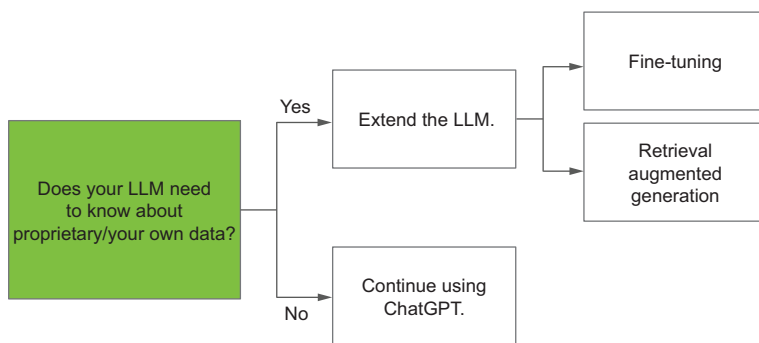 Does your LLM need
to know about
proprietary/your own data?
Yes
Extend the LLM.
Fine-tuning
Retrieval
augmented
generation
No
Continue using
ChatGPT.